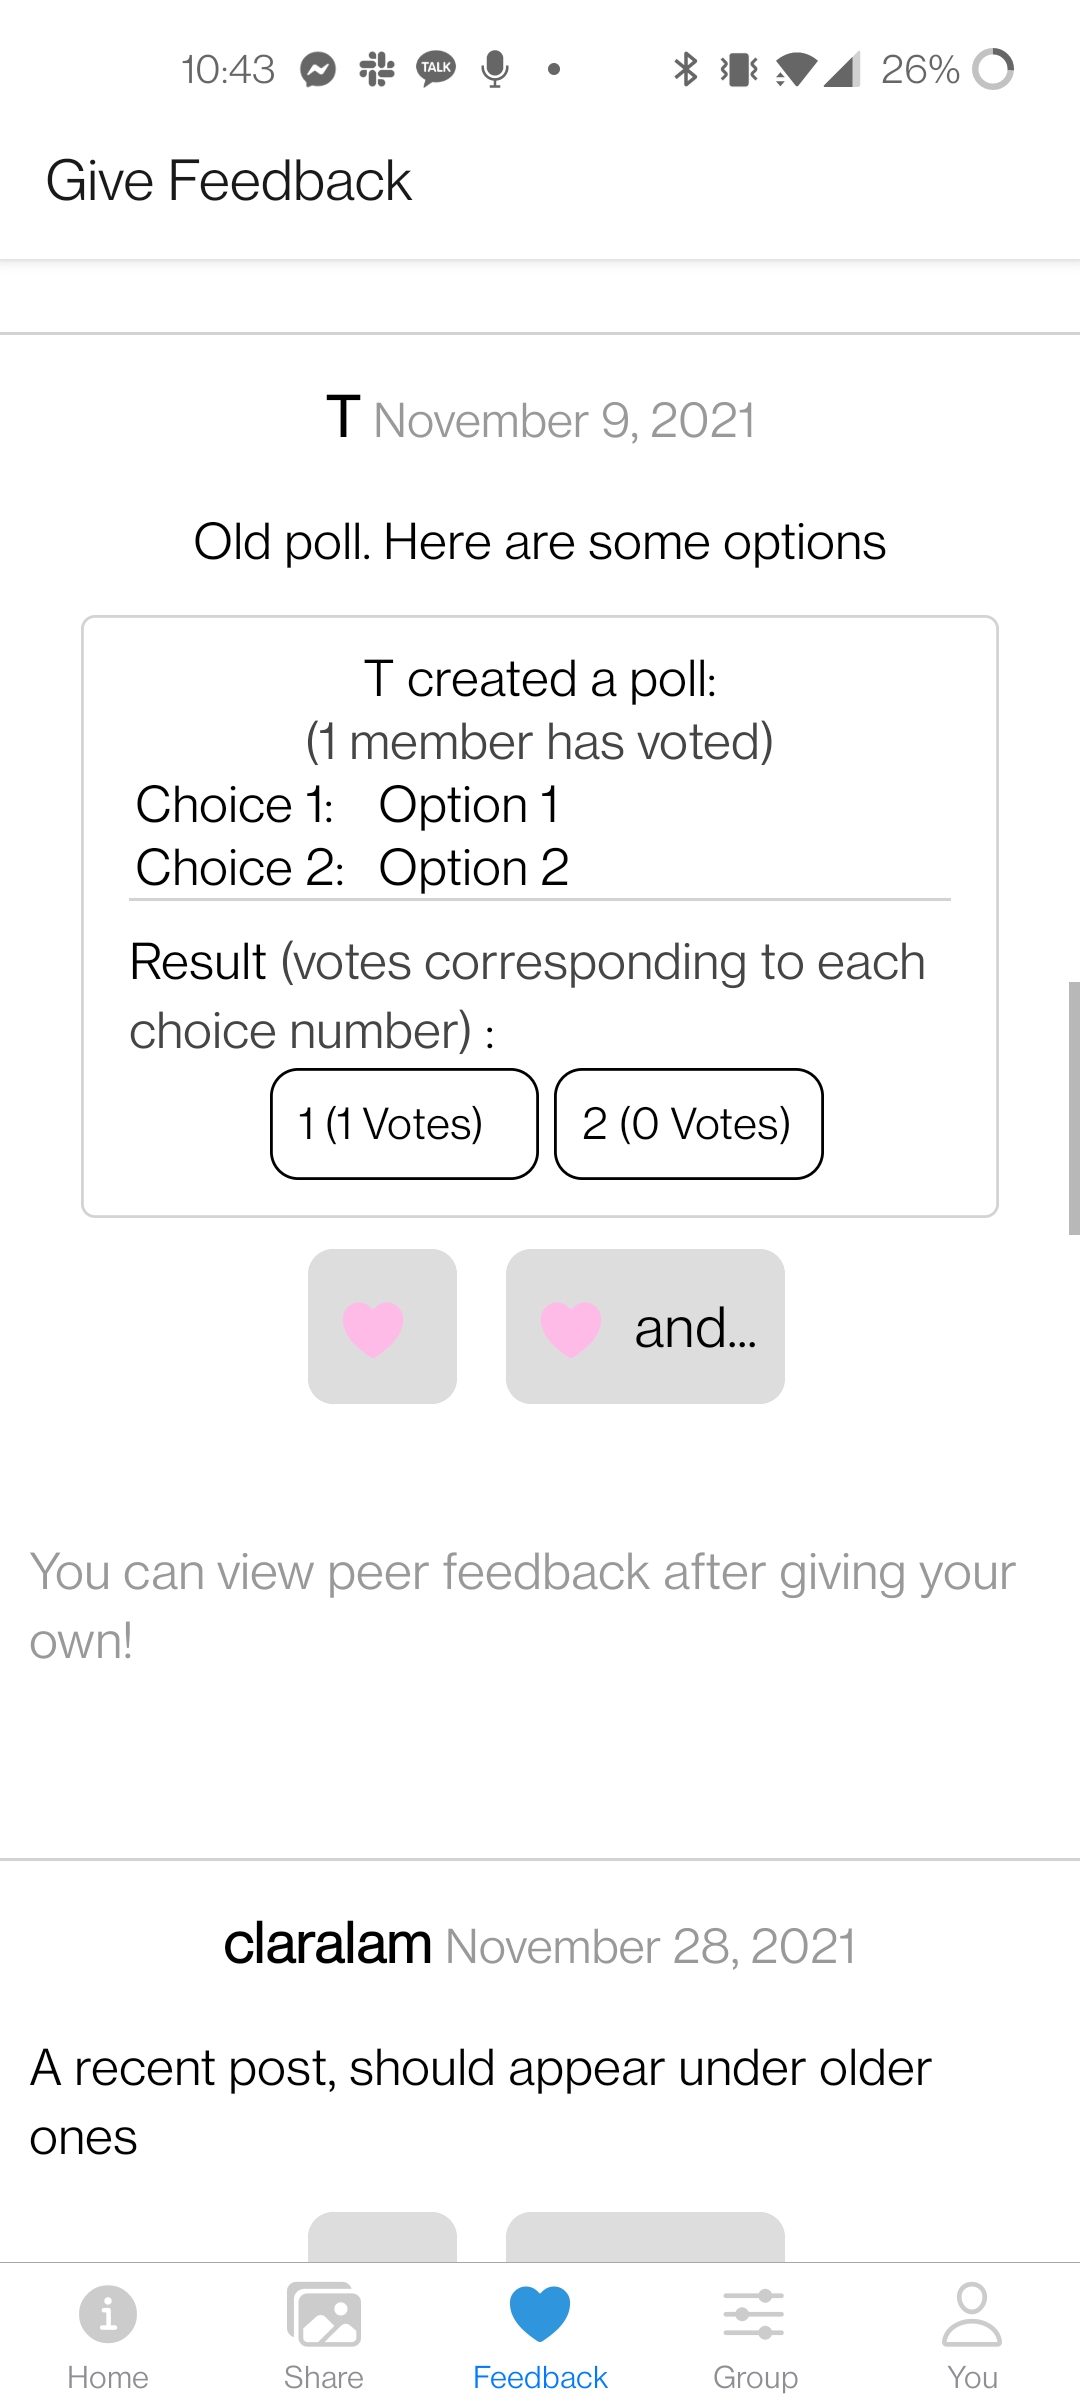 10:43 TALK 26%
Give Feedback
T November 9, 2021
Old poll. Here are some options
T created a poll:
(1 member has voted)
Choice 1: Option 1
Choice 2: Option 2
Result (votes corresponding to each
choice number) :
1 (1 Votes) 2 (0 Votes)
and...
You can view peer feedback after giving your
own!
claralam November 28, 2021
A recent post, should appear under older
ones
Home Share Feedback Group You